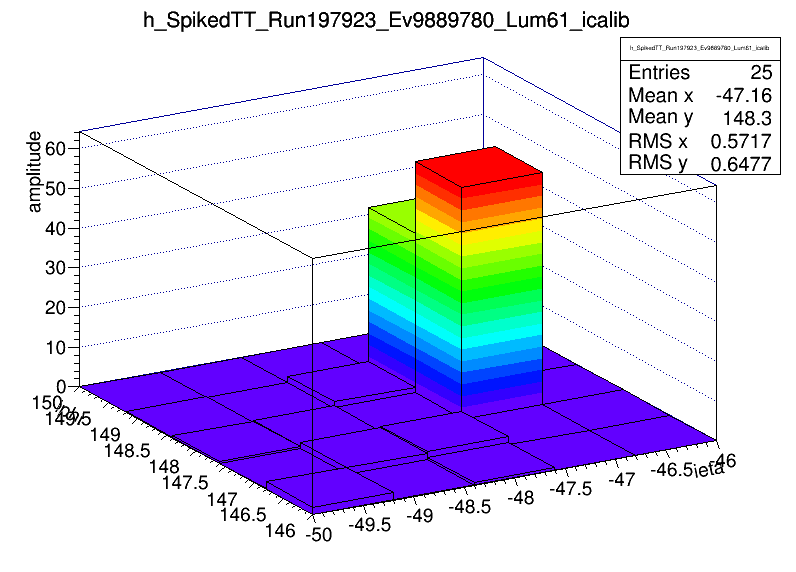 h_SpikedTT_Run197923_Ev9889780_Lum61_icalib
h_SpikedTT_Run197923_Ev9889780_Lum61_icalib
Entries 25
Mean x -47.16
Mean y 148.3
RMS x 0.5717
RMS y 0.6477
amplitude
60
50
40
30
20
10
0
150
149.5
149
148.5
148
147.5
147
146.5
146
-50
-49.5
-49
-48.5
-48
-47.5
-47
-46.5
-46
ieta